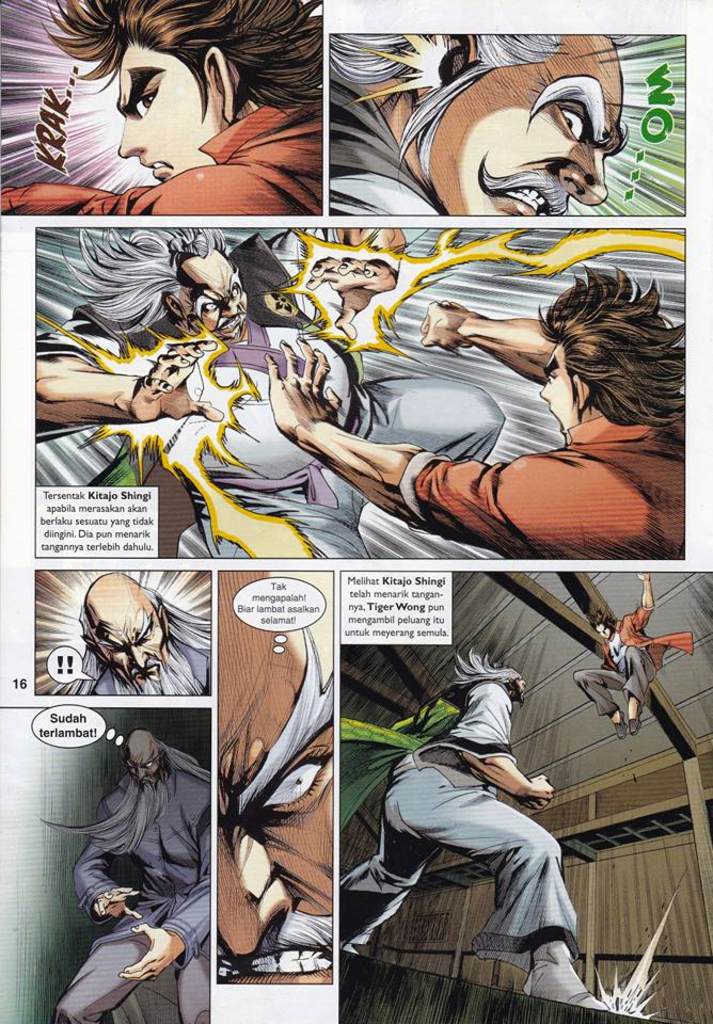 KRAK...
OM...
Tersentak Kitajo Shingi
apabila merasakan akan
berlaku sesuatu yang tidak
diingini. Dia pun menarik
tangannya terlebih dahulu.
!!
Tak
mengapalah!
Biar lambat asalkan
selamat!
Melihat Kitajo Shingi
telah menarik tangan-
nya, Tiger Wong pun
mengambil peluang itu
untuk meyerang semula.
16
Sudah
terlambat!